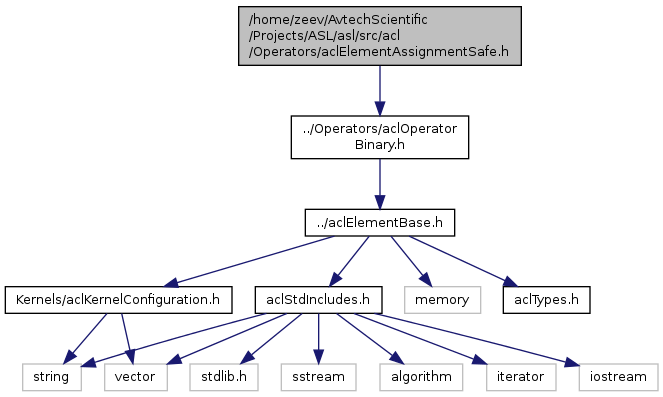 /home/zeev/AvtechScientific
/Projects/ASL/asl/src/acl
/Operators/aclElementAssignmentSafe.h
../Operators/aclOperator
Binary.h
../aclElementBase.h
Kernels/aclKernelConfiguration.h
aclStdIncludes.h
memory
aclTypes.h
string
vector
stdlib.h
sstream
algorithm
iterator
iostream